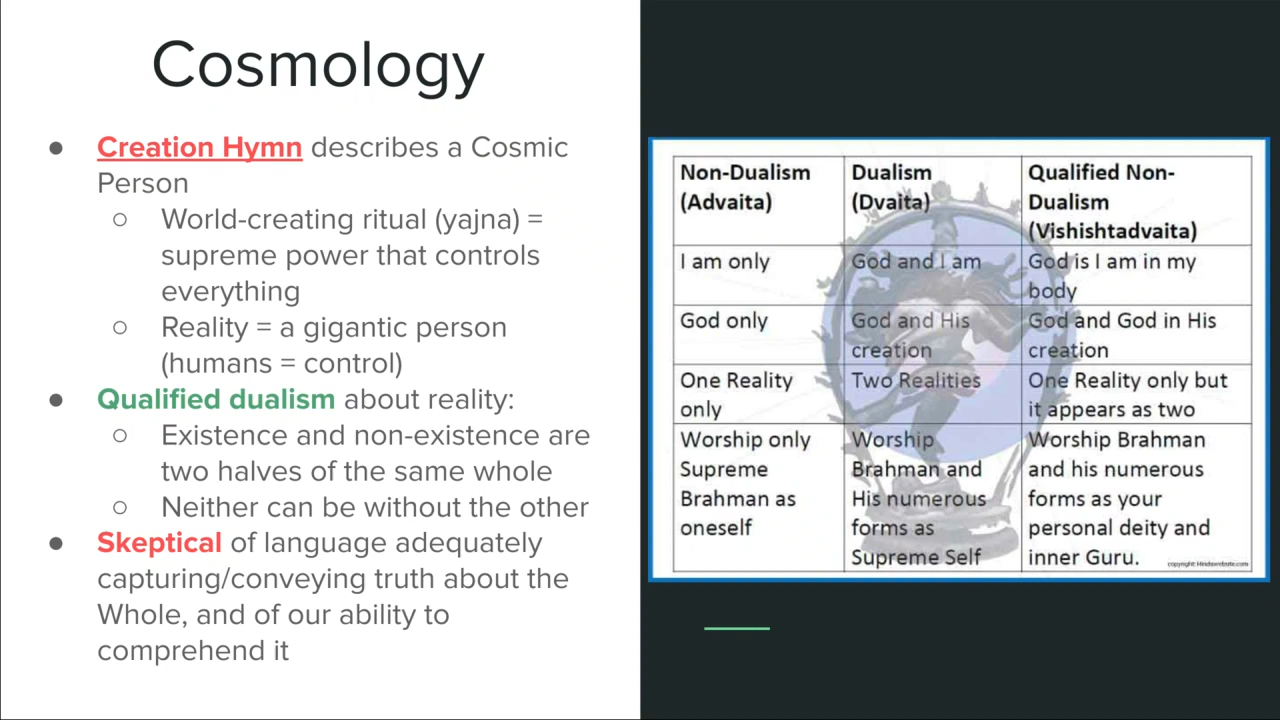 Cosmology
● Creation Hymn describes a Cosmic
Person
○ World-creating ritual (yajna) =
supreme power that controls
everything
○ Reality = a gigantic person
(humans = control)
● Qualified dualism about reality:
○ Existence and non-existence are
two halves of the same whole
○ Neither can be without the other
● Skeptical of language adequately
capturing/conveying truth about the
Whole, and of our ability to
comprehend it
Non-Dualism
(Advaita)
Dualism
(Dvaita)
Qualified Non-
Dualism
(Vishishtadvaita)
I am only
God and I am
God is I am in my
body
God only
God and His
creation
God and God in His
creation
One Reality
only
Two Realities
One Reality only but
it appears as two
Worship only
Supreme
Brahman as
oneself
Worship
Brahman and
His numerous
forms as
Supreme Self
Worship Brahman
and his numerous
forms as your
personal deity and
inner Guru.
copyright: Hinduwebsite.com